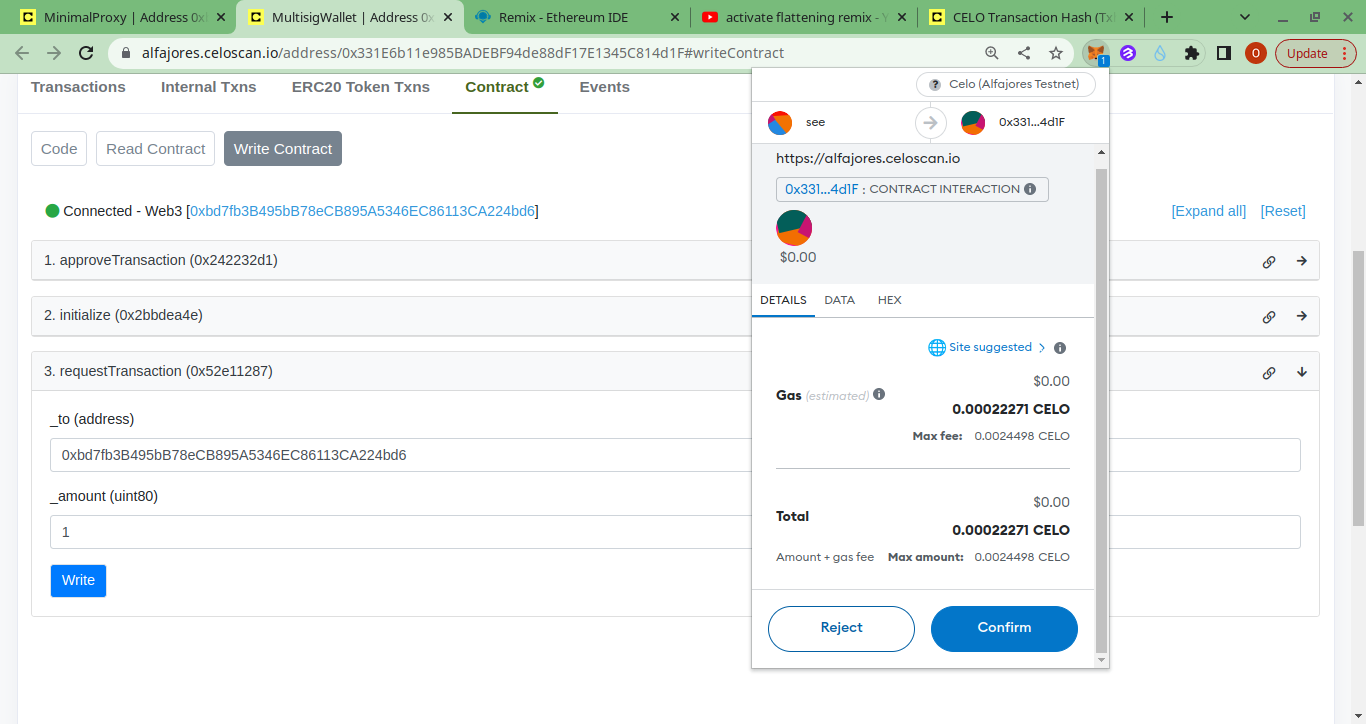 MinimalProxy | Address 0x
MultisigWallet | Address 0x
Remix - Ethereum IDE
activate flattening remix - Y
CELO Transaction Hash (Tx
alfajores.celoscan.io/address/0x331E6b11e985BADEBF94de88dF17E1345C814d1F#writeContract
1
O
Update
Transactions
Internal Txns
ERC20 Token Txns
Contract
Events
Code
Read Contract
Write Contract
Connected - Web3 [0xbd7fb3B495bB78eCB895A5346EC86113CA224bd6]
[Expand all]
[Reset]
1. approveTransaction (0x242232d1)
2. initialize (0x2bbdea4e)
3. requestTransaction (0x52e11287)
_to (address)
0xbd7fb3B495bB78eCB895A5346EC86113CA224bd6
_amount (uint80)
1
Write
Celo (Alfajores Testnet)
see
0x331...4d1F
https://alfajores.celoscan.io
0x331...4d1F : CONTRACT INTERACTION
$0.00
DETAILS
DATA
HEX
Site suggested
$0.00
Gas (estimated)
0.00022271 CELO
Max fee: 0.0024498 CELO
$0.00
Total
0.00022271 CELO
Amount + gas fee Max amount: 0.0024498 CELO
Reject
Confirm